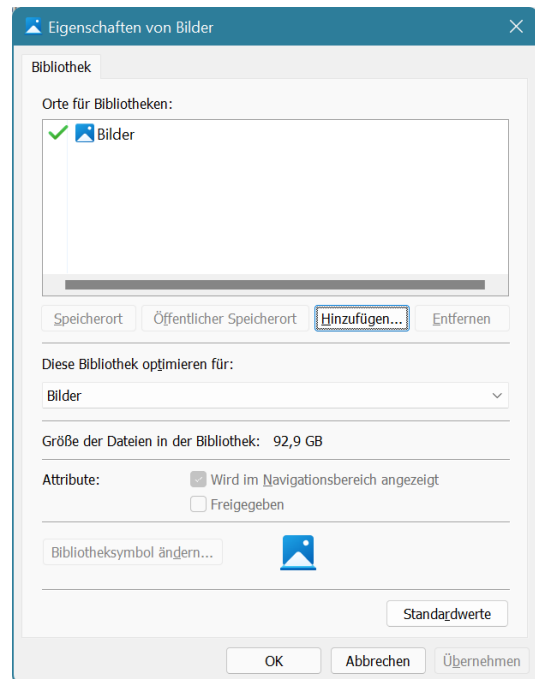 Eigenschaften von Bilder
Bibliothek
Orte für Bibliotheken:
Bilder
Speicherort Öffentlicher Speicherort Hinzufügen... Entfernen
Diese Bibliothek optimieren für:
Bilder
Größe der Dateien in der Bibliothek: 92,9 GB
Attribute: Wird im Navigationsbereich angezeigt
Freigegeben
Bibliotheksymbol ändern...
Standardwerte
OK Abbrechen Übernehmen